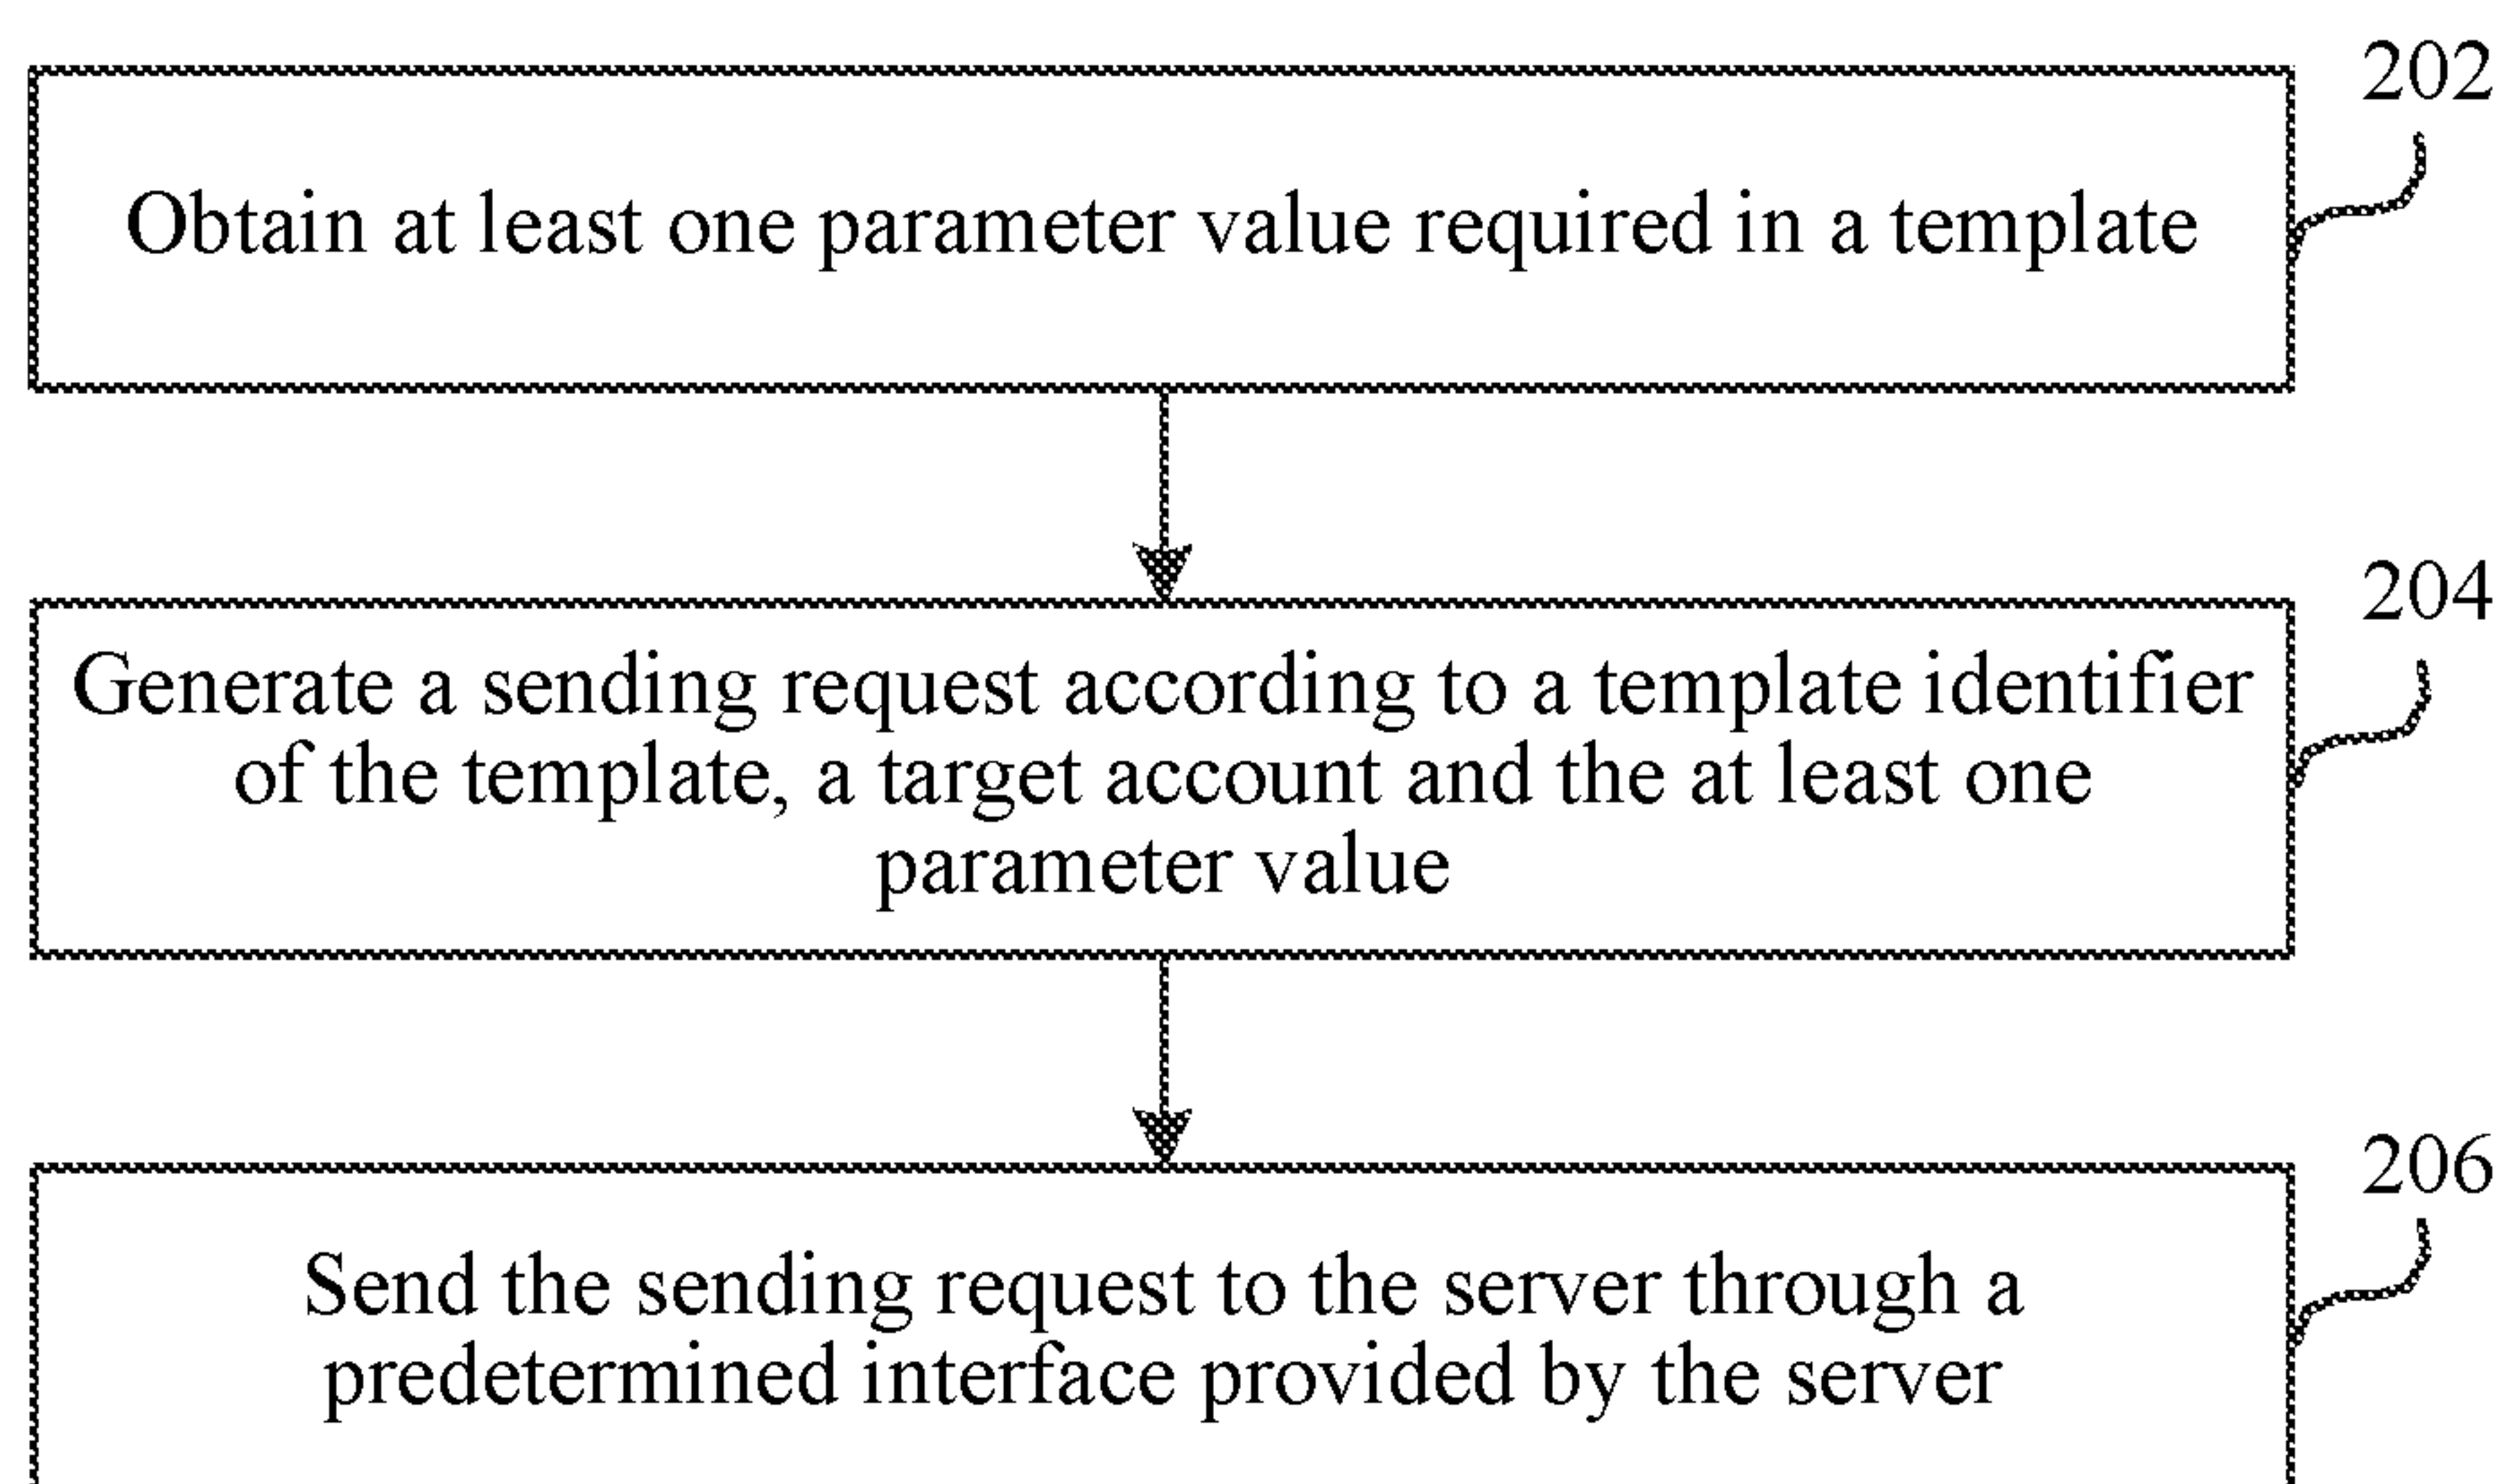 202
Obtain at least one parameter value required in a template
204
Generate a sending request according to a template identifier
of the template, a target account and the at least one
parameter value
206
Send the sending request to the server through a
predetermined interface provided by the server